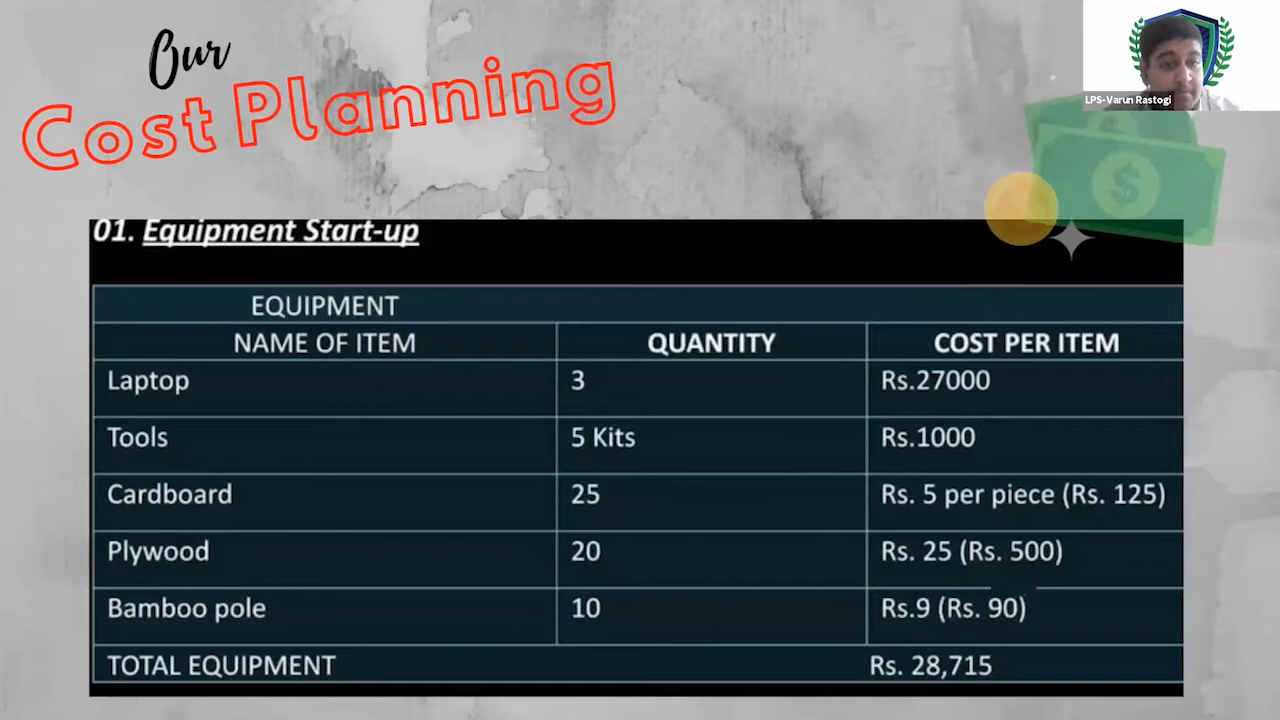 Our
Cost Planning
LPS-Varun Rastogi
01. Equipment Start-up
EQUIPMENT
NAME OF ITEM QUANTITY COST PER ITEM
Laptop 3 Rs.27000
Tools 5 Kits Rs.1000
Cardboard 25 Rs. 5 per piece (Rs. 125)
Plywood 20 Rs. 25 (Rs. 500)
Bamboo pole 10 Rs.9 (Rs. 90)
TOTAL EQUIPMENT Rs. 28,715